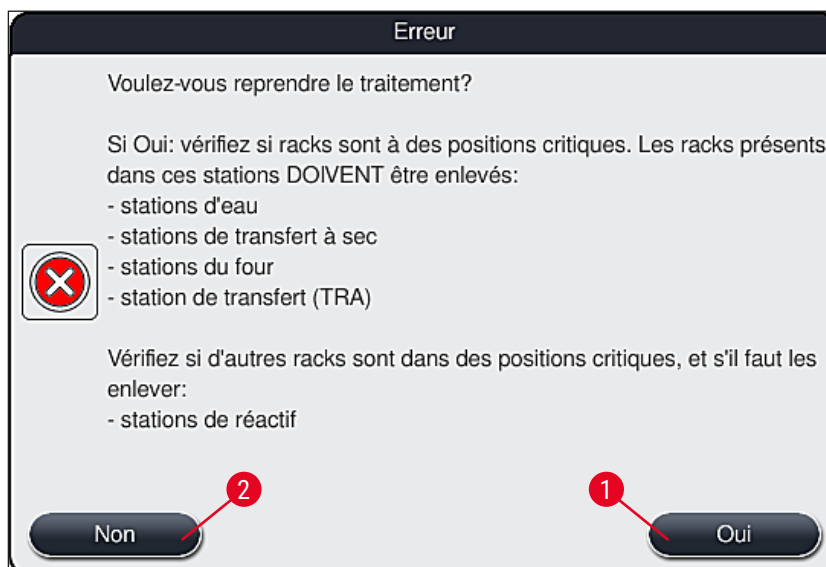 Erreur
Voulez-vous reprendre le traitement?
Si Oui: vérifiez si racks sont à des positions critiques. Les racks présents
dans ces stations DOIVENT être enlevés:
- stations d'eau
- stations de transfert à sec
- stations du four
- station de transfert (TRA)
Vérifiez si d'autres racks sont dans des positions critiques, et s'il faut les
enlever:
- stations de réactif
2
1
Non
Oui